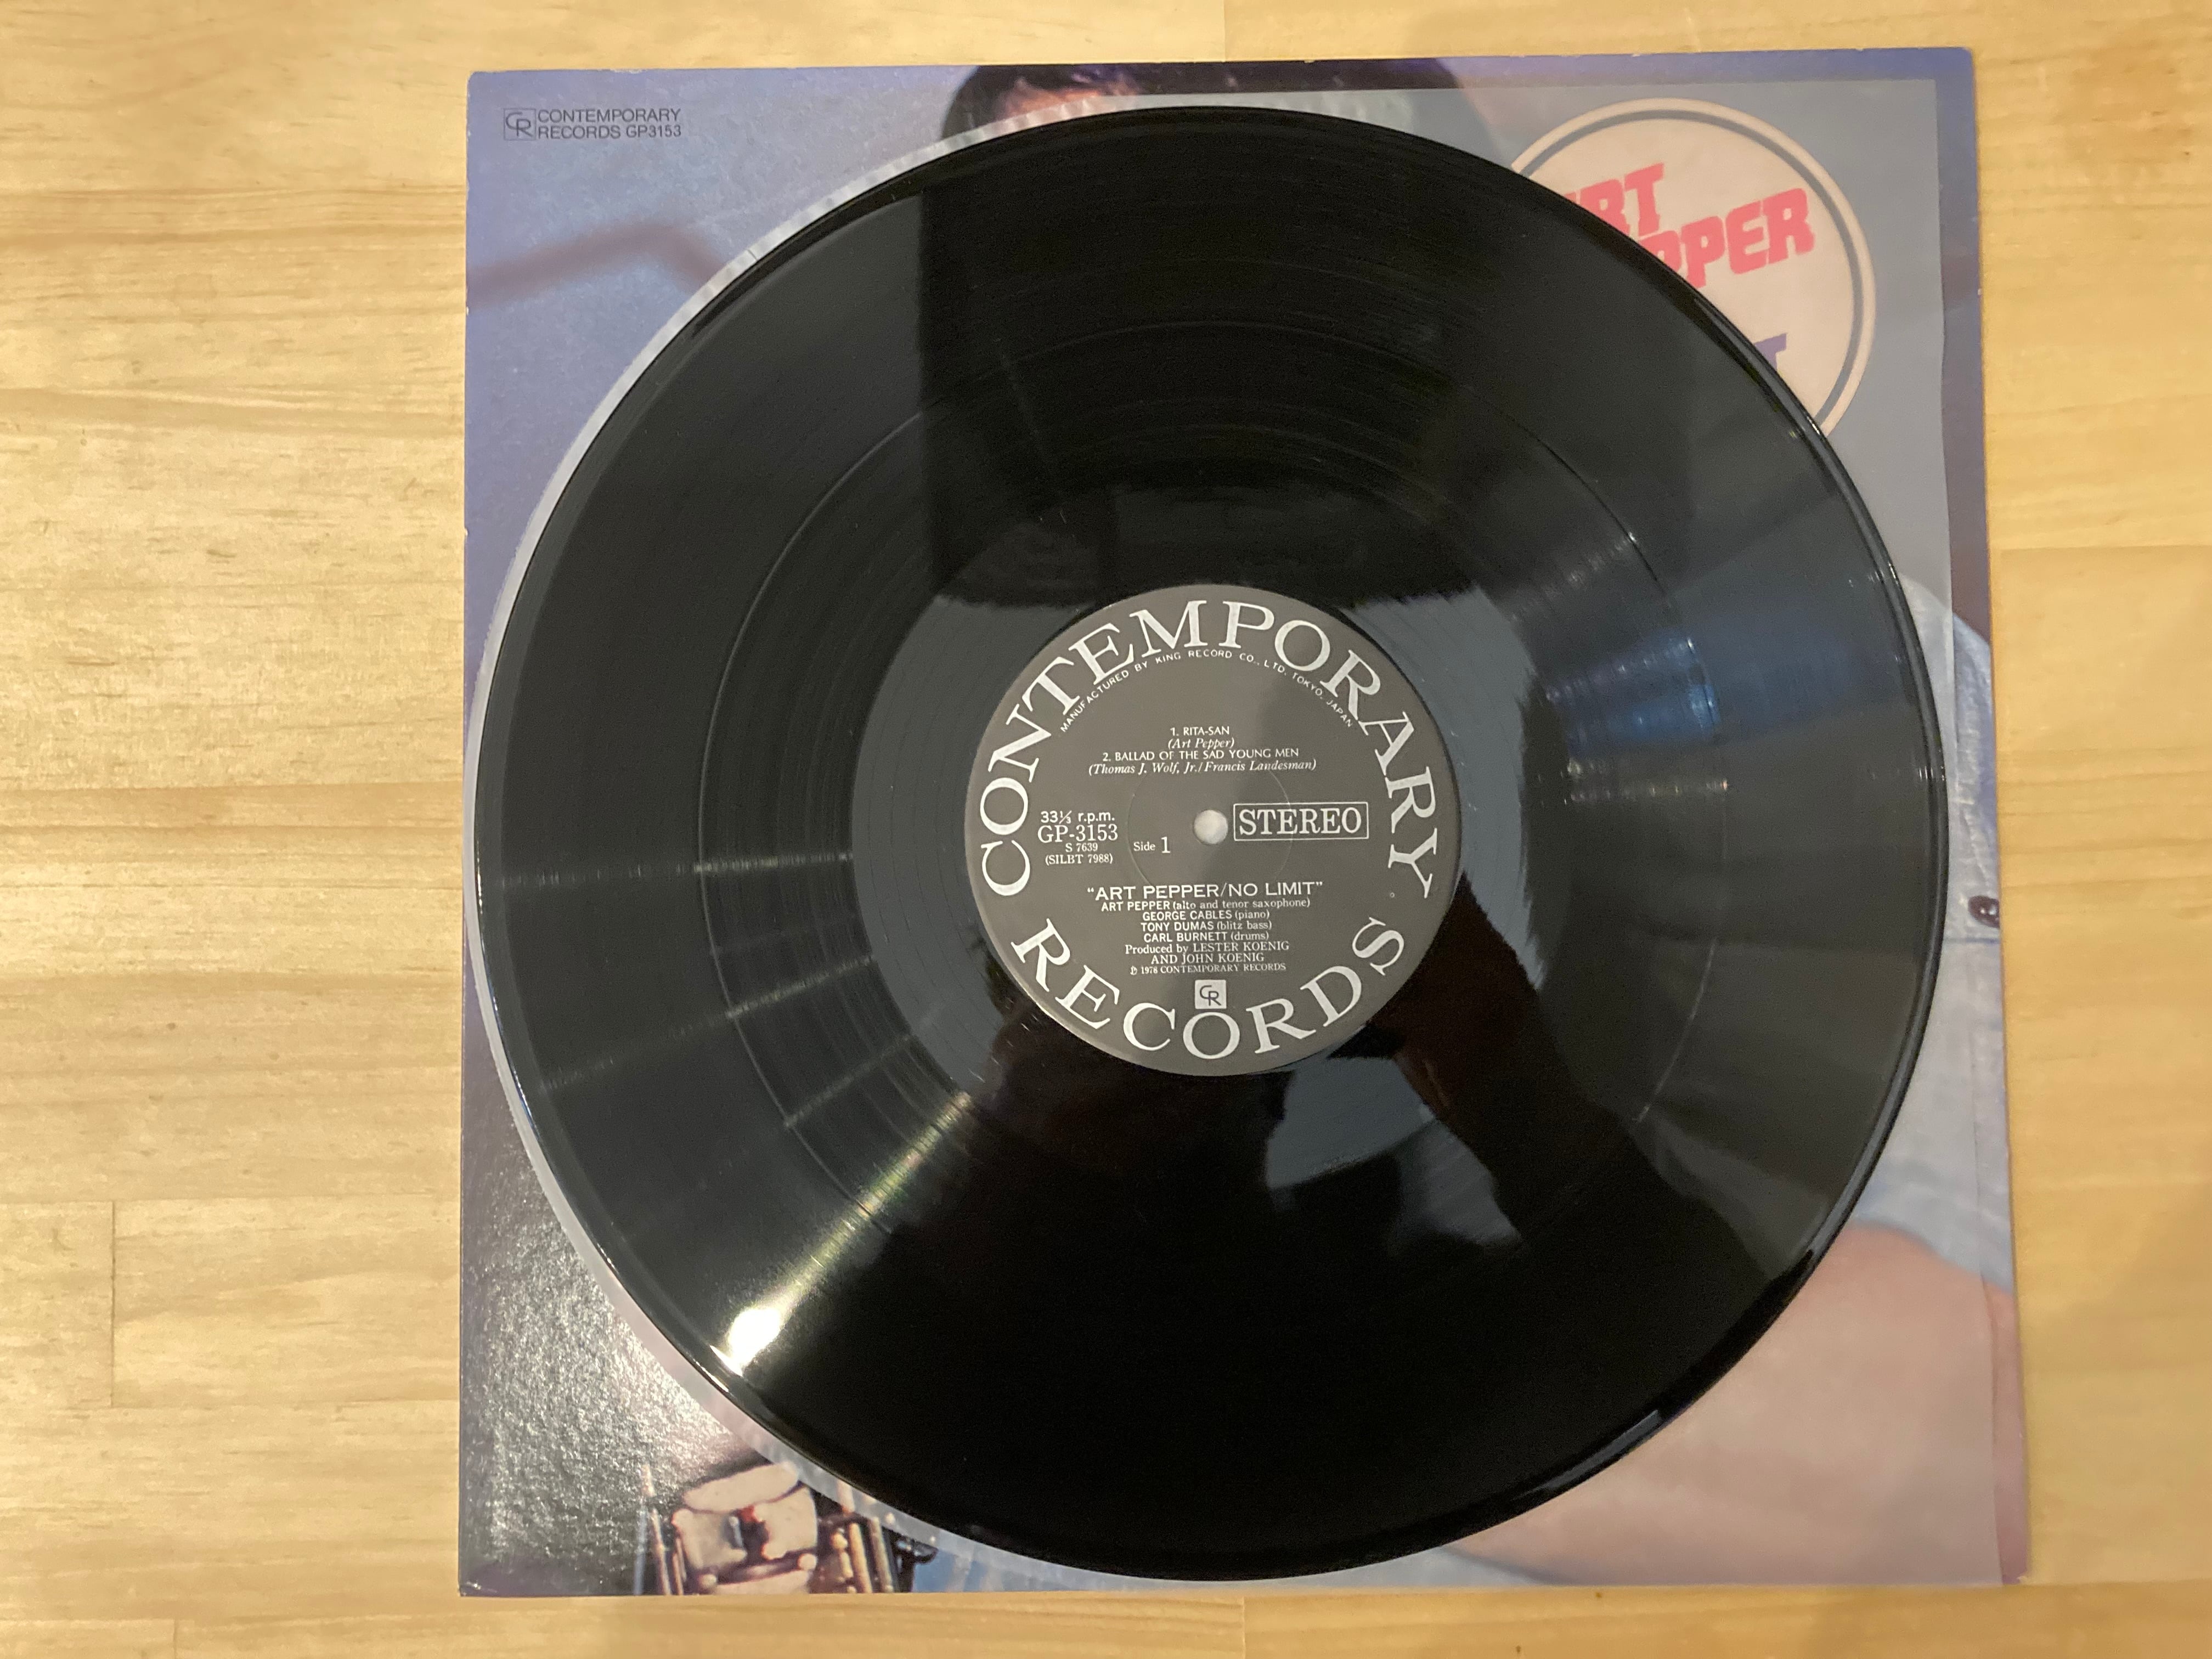 CONTEMPORARY
RECORDS GP3153
RT
PPER
T
CONTEMPORARY
MANUFACTURED BY KING RECORD CO., LTD. TOKYO, JAPAN
1. RITA-SAN
(Art Pepper)
2. BALLAD OF THE SAD YOUNG MEN
(Thomas J. Wolf, Jr./Francis Landesman)
33⅓ r.p.m.
GP-3153
S 7639
(SILBT 7988)
Side 1
STEREO
"ART PEPPER/NO LIMIT"
ART PEPPER (alto and tenor saxophone)
GEORGE CABLES (piano)
TONY DUMAS (blitz bass)
CARL BURNETT (drums)
Produced by LESTER KOENIG
AND JOHN KOENIG
℗ 1978 CONTEMPORARY RECORDS
CR
RECORDS